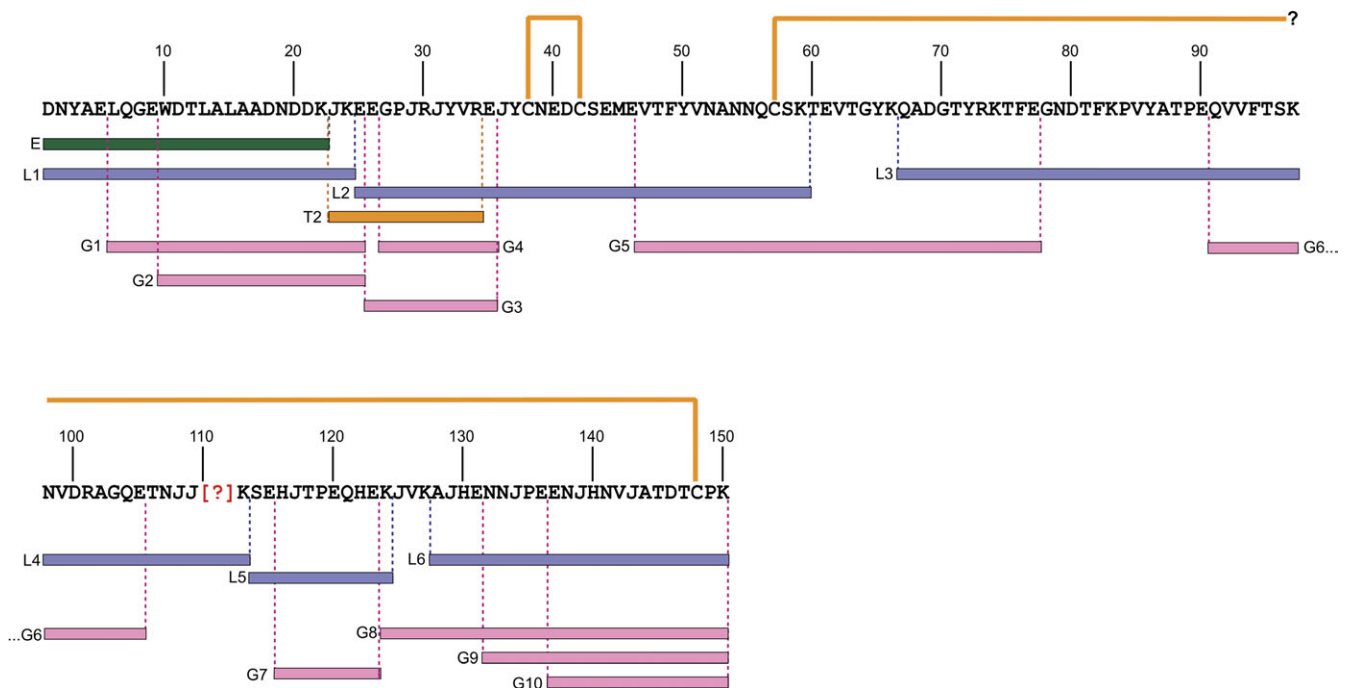 ?
10 20 30 40 50 60 70 80 90
DNYAELQGEWDTLALAADNDDKJKEEGPJRJYVREJYCNEDCSEMEVTFYVNANNQCSKTEVTGYKQADGTYRKTFEGNDTFKPVYATPEQVVFTSK
E
L1 L3
L2
T2
G1 G4 G5 G6...
G2
G3
100 110 120 130 140 150
NVDRAGQETNJJ[?]KSEHJTPEQHEKJVKAJHENNJPEENJHNVJATDTCPK
L4 L6
L5
...G6 G8
G9
G7
G10